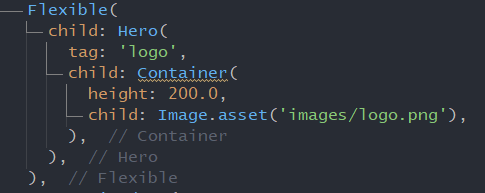 Flexible(
child: Hero(
tag: 'logo',
child: Container(
height: 200.0,
child: Image.asset('images/logo.png'),
), // Container
), // Hero
), // Flexible